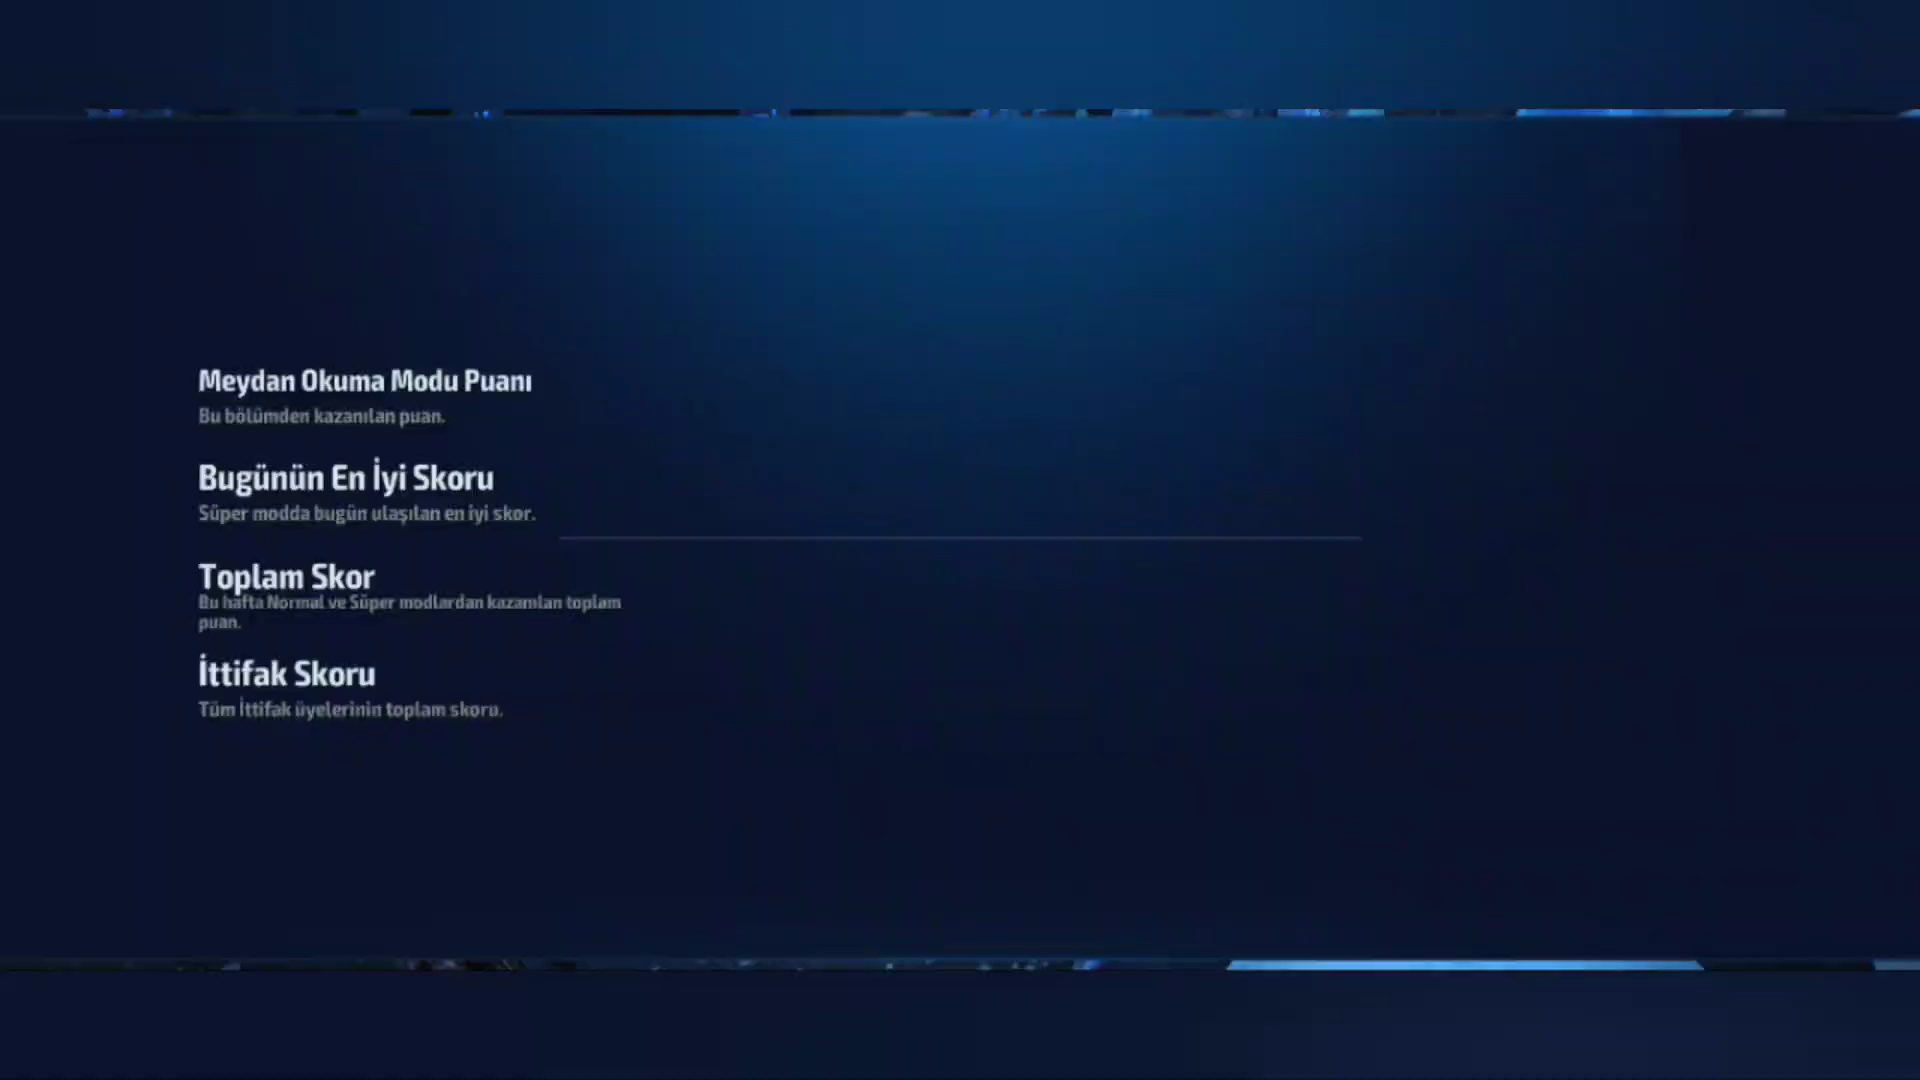 Meydan Okuma Modu Puanı
Bu bölümden kazanılan puan.
Bugünün En İyi Skoru
Süper modda bugün ulaşılan en iyi skor.
Toplam Skor
Bu hafta Normal ve Süper modlardan kazanılan toplam
puan.
İttifak Skoru
Tüm İttifak üyelerinin toplam skoru.